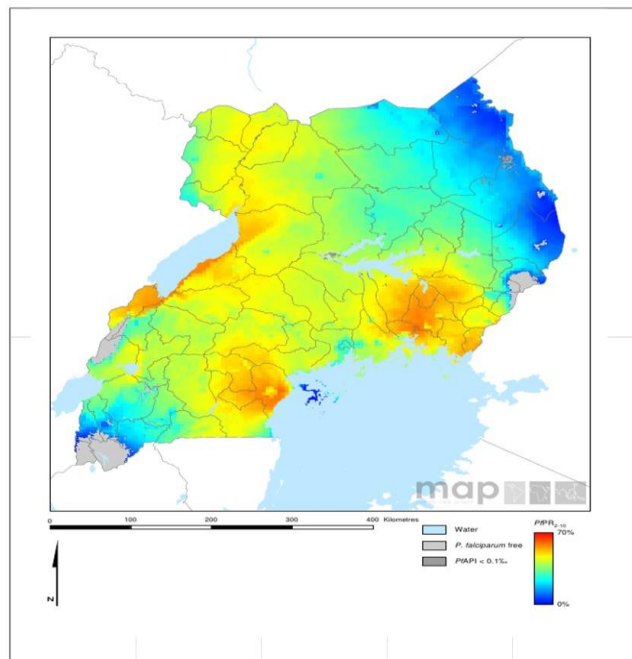 map
0 100 200 300 400 Kilometres
Water
P. falciparum free
PfAPI < 0.1‰
PfPR2-10
70%
0%
N